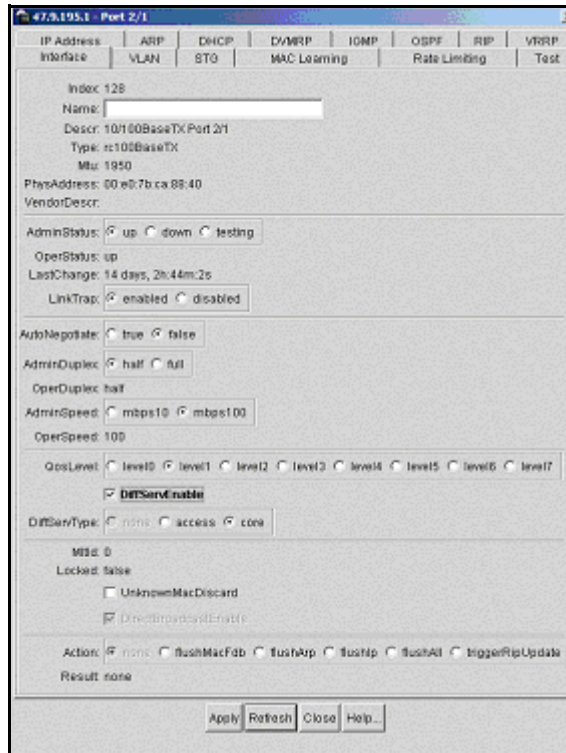 47.9.195.1 - Port 2/1
IP Address ARP DHCP DVMRP IGMP OSPF RIP VRRP
Interface VLAN STG MAC Learning Rate Limiting Test
Index: 128
Name:
Descr: 10/100BaseTX Port 2/1
Type: rc100BaseTX
Mtu: 1950
PhysAddress: 00:e0:7b:ca:88:40
VendorDescr:
AdminStatus: up down testing
OperStatus: up
LastChange: 14 days, 2h:44m:2s
LinkTrap: enabled disabled
AutoNegotiate: true false
AdminDuplex: half full
OperDuplex: half
AdminSpeed: mbps10 mbps100
OperSpeed: 100
QosLevel: level0 level1 level2 level3 level4 level5 level6 level7
DiffServEnable
DiffServType: none access core
MltId: 0
Locked: false
UnknownMacDiscard
DirectBroadcastEnable
Action: none flushMacFdb flushArp flushIp flushAll triggerRipUpdate
Result: none
Apply Refresh Close Help...